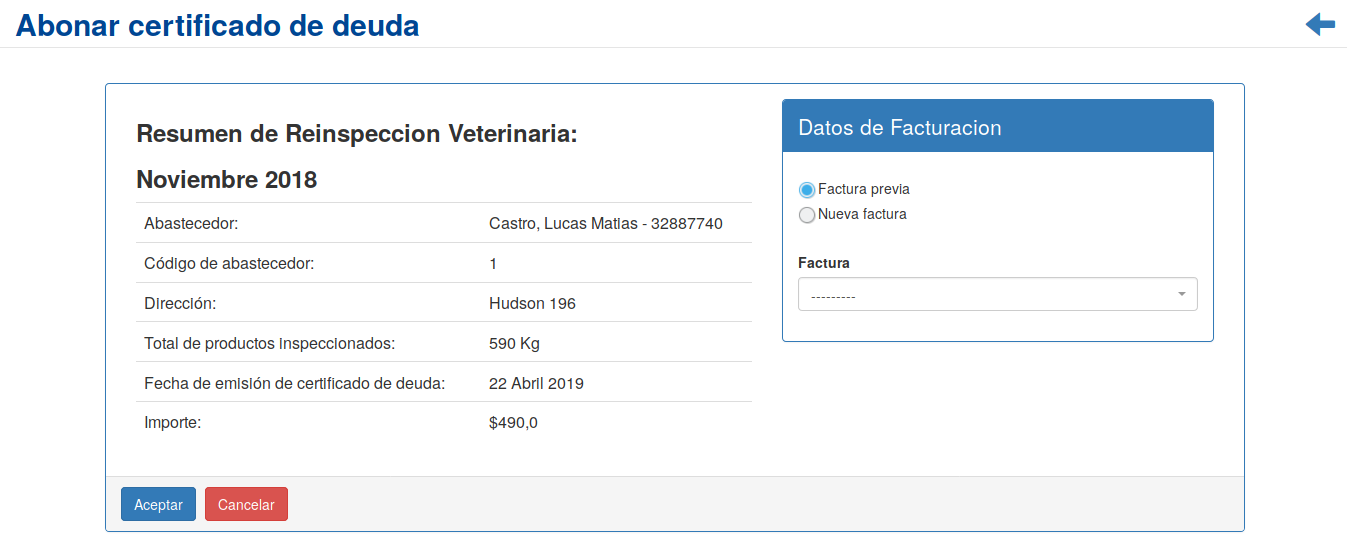 Abonar certificado de deuda
Resumen de Reinspeccion Veterinaria:
Noviembre 2018
Abastecedor: Castro, Lucas Matias - 32887740
Código de abastecedor: 1
Dirección: Hudson 196
Total de productos inspeccionados: 590 Kg
Fecha de emisión de certificado de deuda: 22 Abril 2019
Importe: $490,0
Datos de Facturacion
Factura previa
Nueva factura
Factura
---------
Aceptar Cancelar